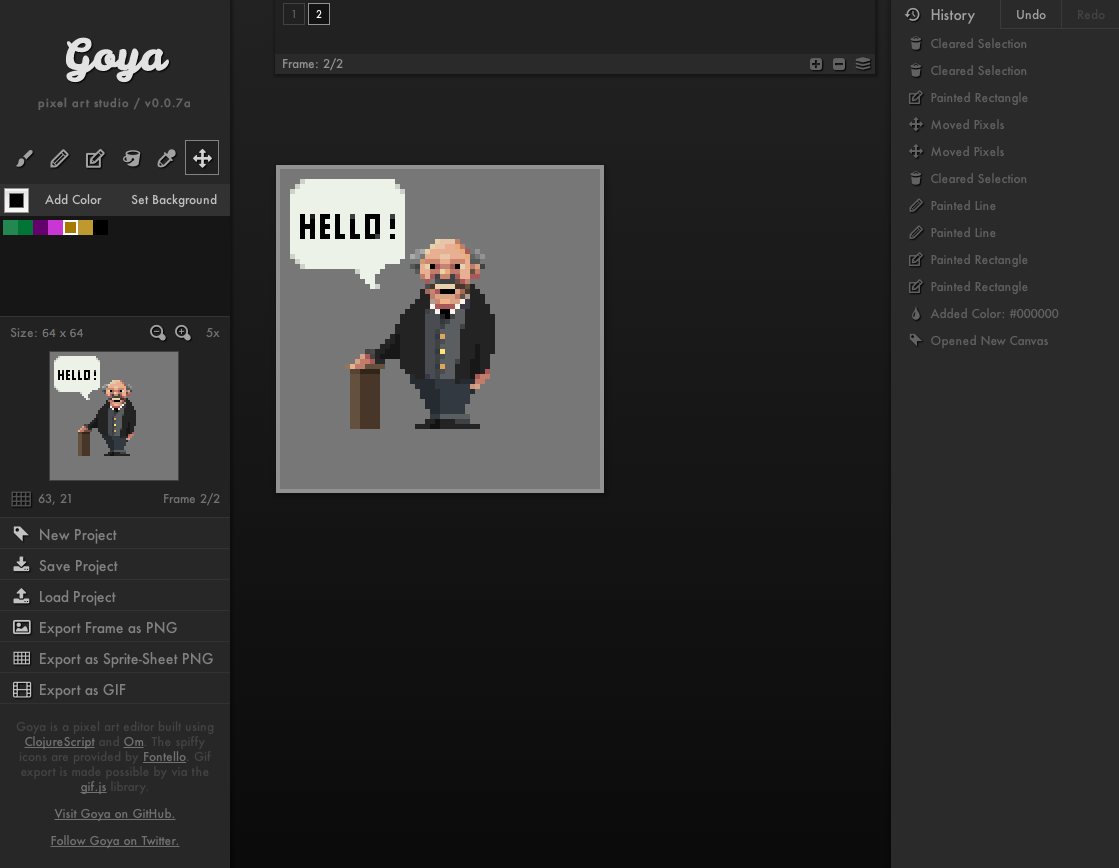 Goya
pixel art studio / v0.0.7a
Add Color
Set Background
Size: 64 x 64
5x
HELLO!
63, 21
Frame 2/2
New Project
Save Project
Load Project
Export Frame as PNG
Export as Sprite-Sheet PNG
Export as GIF
Goya is a pixel art editor built using
ClojureScript and Om. The spiffy
icons are provided by Fontello. Gif
export is made possible by via the
gif.js library.
Visit Goya on GitHub.
Follow Goya on Twitter.
1
2
Frame: 2/2
HELLO!
History
Undo
Redo
Cleared Selection
Cleared Selection
Painted Rectangle
Moved Pixels
Moved Pixels
Cleared Selection
Painted Line
Painted Line
Painted Rectangle
Painted Rectangle
Added Color: #000000
Opened New Canvas